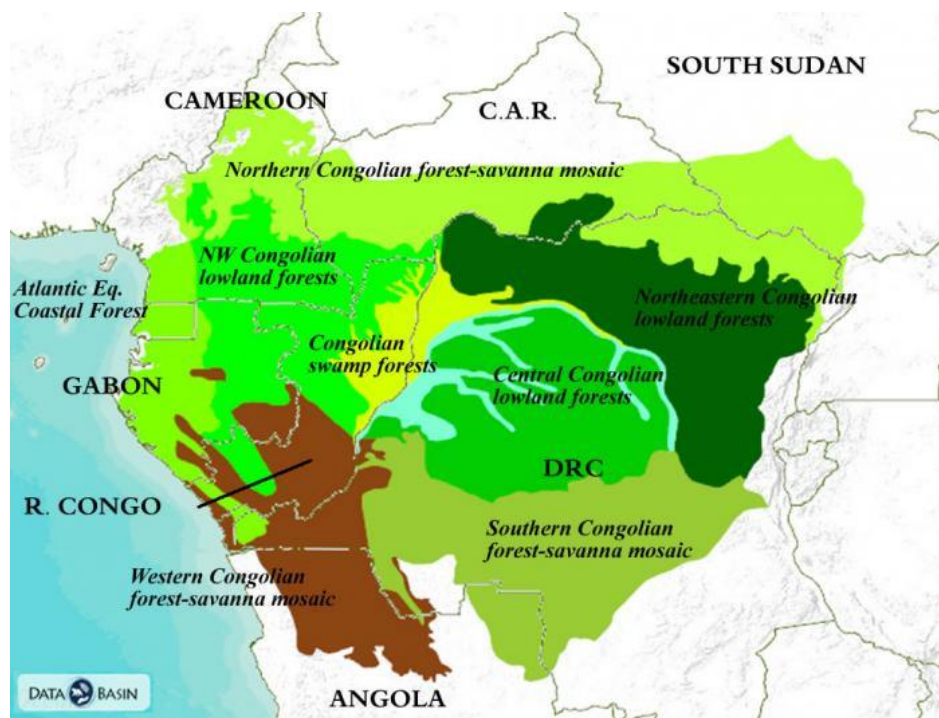 SOUTH SUDAN
CAMEROON
C.A.R.
Northern Congolian forest-savanna mosaic
NW Congolian
lowland forests
Atlantic Eq.
Coastal Forest
Northeastern Congolian
lowland forests
Congolian
swamp forests
Central Congolian
lowland forests
GABON
DRC
R. CONGO
Southern Congolian
forest-savanna mosaic
Western Congolian
forest-savanna mosaic
DATA BASIN
ANGOLA